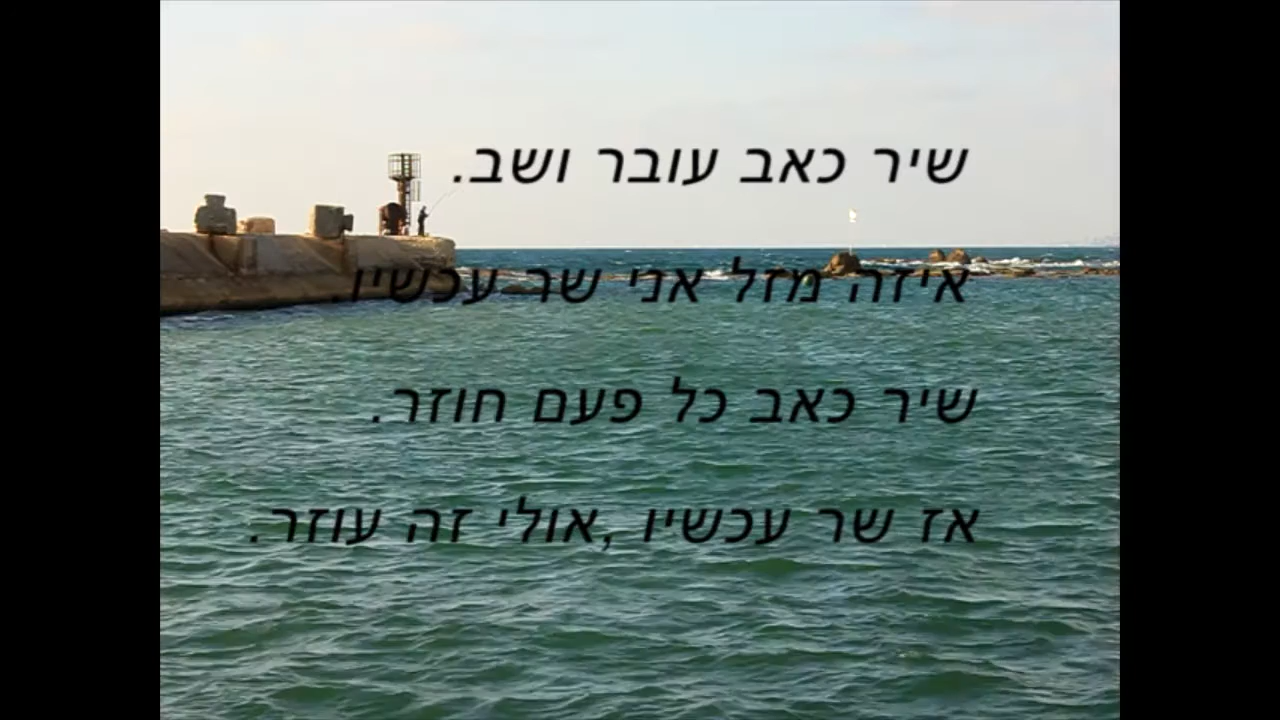 שיר כאב עובר ושב.
איזה מזל אני שר עכשיו.
שיר כאב כל פעם חוזר.
אז שר עכשיו ,אולי זה עוזר.